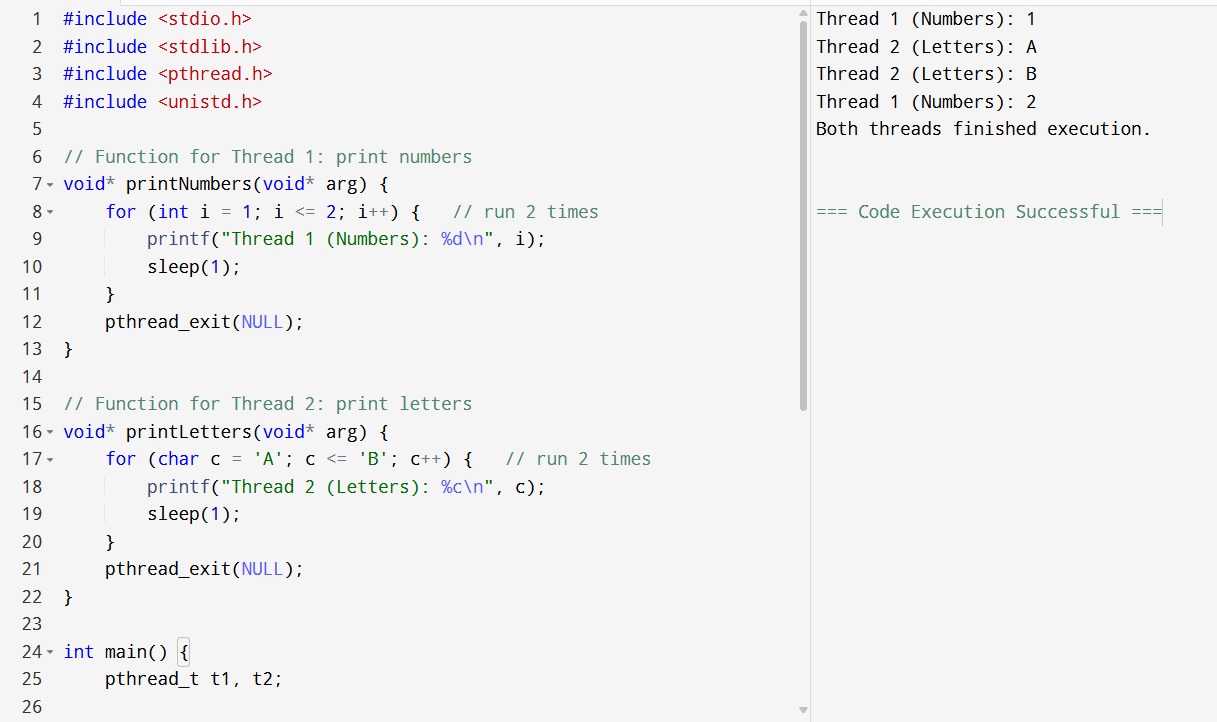 1 #include <stdio.h>
2 #include <stdlib.h>
3 #include <pthread.h>
4 #include <unistd.h>
5
6 // Function for Thread 1: print numbers
7 void* printNumbers(void* arg) {
8     for (int i = 1; i <= 2; i++) {   // run 2 times
9         printf("Thread 1 (Numbers): %d\n", i);
10         sleep(1);
11     }
12     pthread_exit(NULL);
13 }
14
15 // Function for Thread 2: print letters
16 void* printLetters(void* arg) {
17     for (char c = 'A'; c <= 'B'; c++) {   // run 2 times
18         printf("Thread 2 (Letters): %c\n", c);
19         sleep(1);
20     }
21     pthread_exit(NULL);
22 }
23
24 int main() {
25     pthread_t t1, t2;
26
Thread 1 (Numbers): 1
Thread 2 (Letters): A
Thread 2 (Letters): B
Thread 1 (Numbers): 2
Both threads finished execution.
=== Code Execution Successful ===